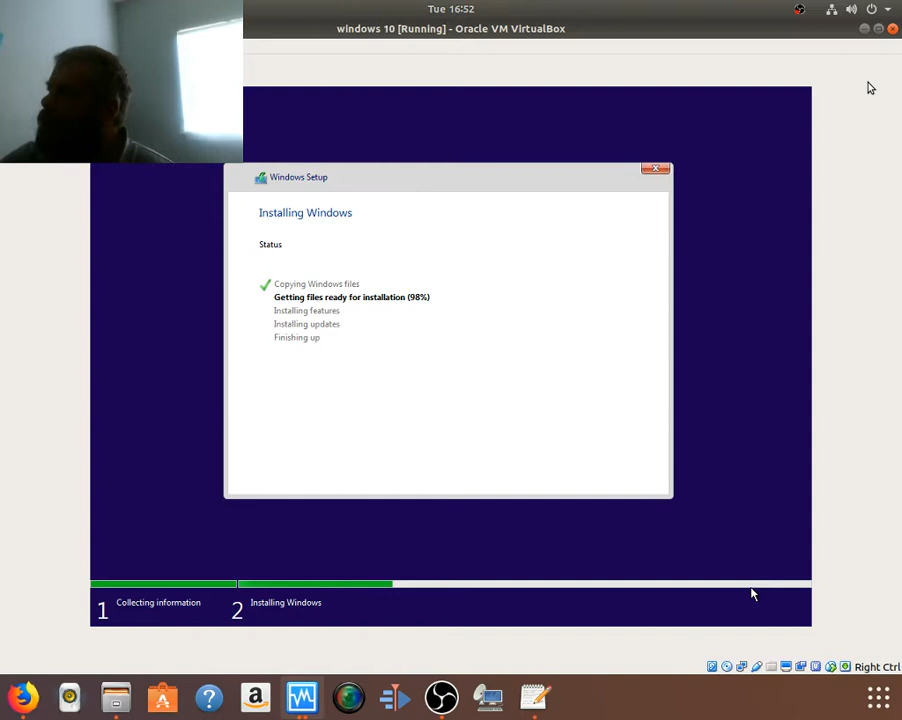 Tue 16:52
windows 10 [Running] - Oracle VM VirtualBox
Windows Setup
Installing Windows
Status
Copying Windows files
Getting files ready for installation (98%)
Installing features
Installing updates
Finishing up
1 Collecting information
2 Installing Windows
Right Ctrl